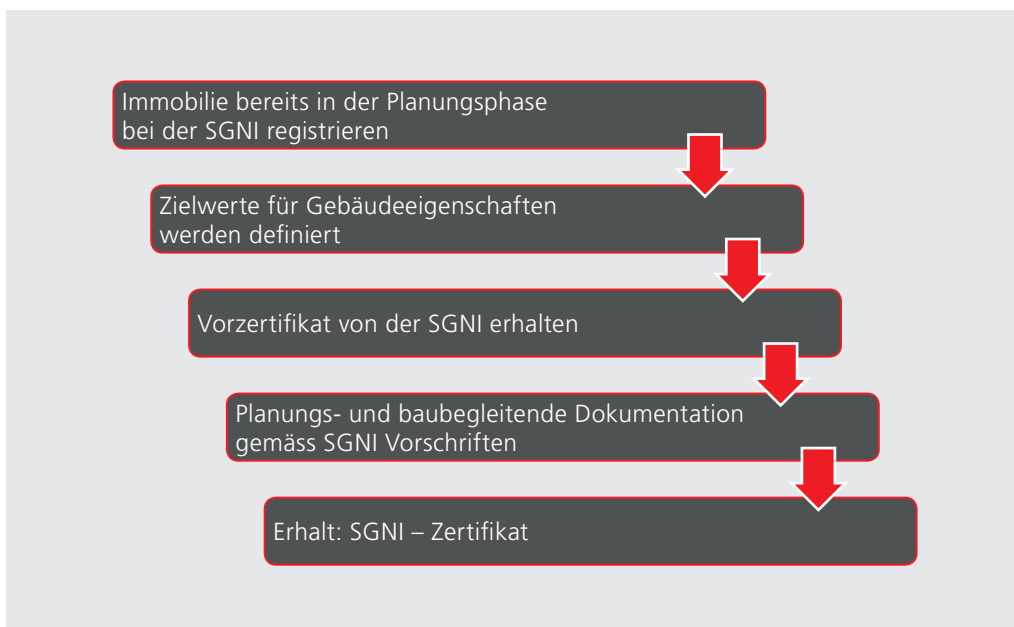 Immobilie bereits in der Planungsphase
bei der SGNI registrieren
Zielwerte für Gebäudeeigenschaften
werden definiert
Vorzertifikat von der SGNI erhalten
Planungs- und baubegleitende Dokumentation
gemäss SGNI Vorschriften
Erhalt: SGNI – Zertifikat